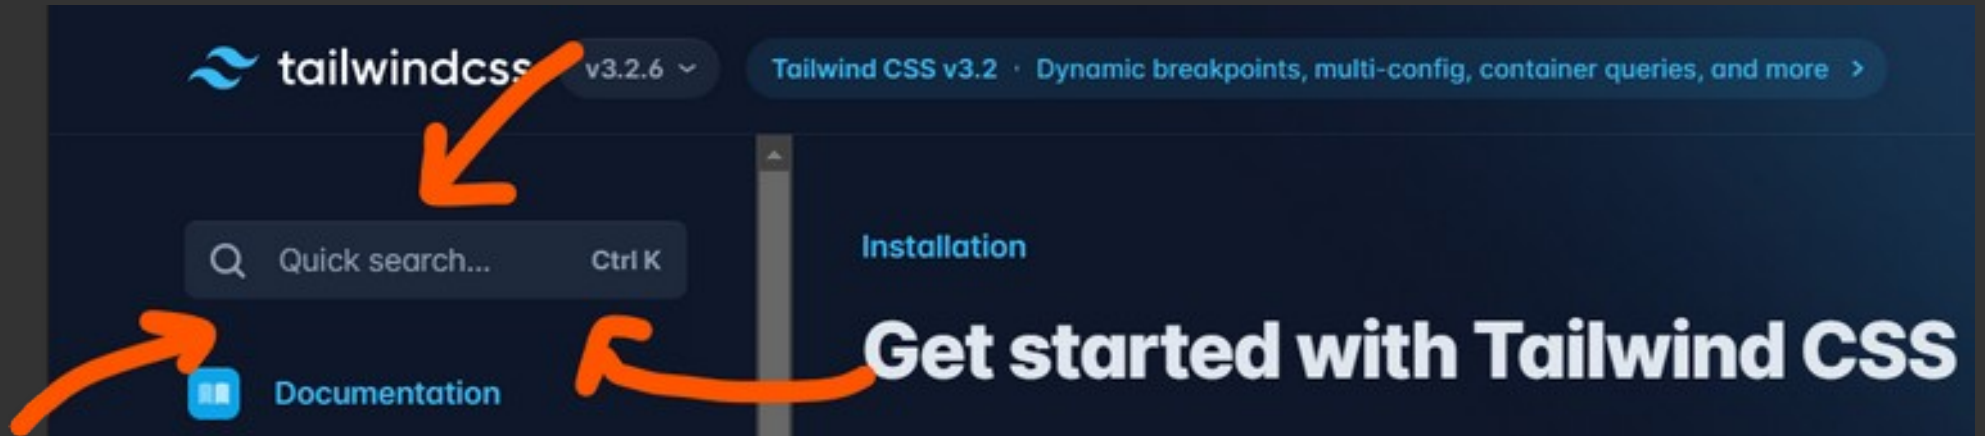 tailwindcss v3.2.6 Tailwind CSS v3.2 · Dynamic breakpoints, multi-config, container queries, and more
Quick search... Ctrl K
Documentation
Installation
Get started with Tailwind CSS